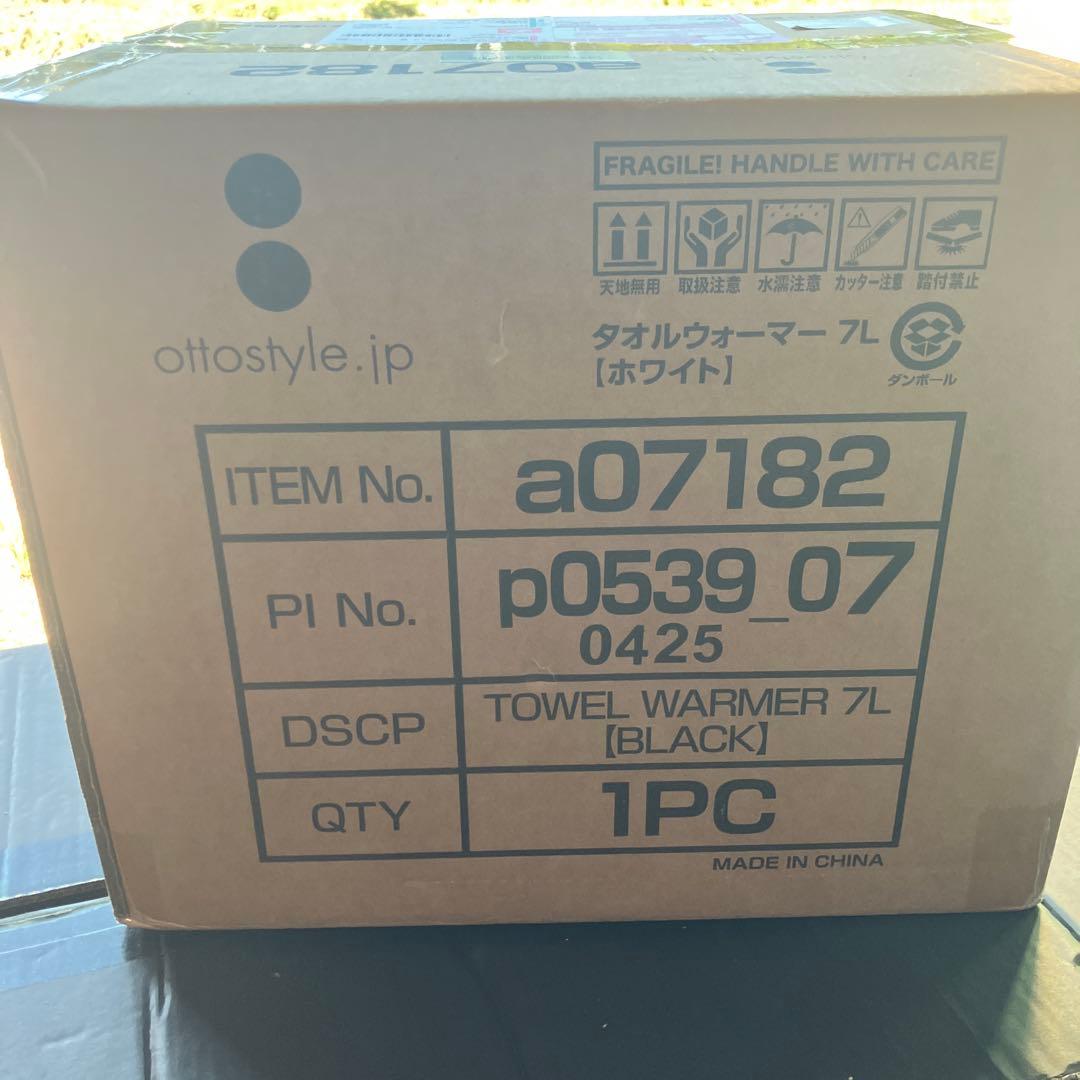 a07182
ottostyle.jp
FRAGILE! HANDLE WITH CARE
天地無用 取扱注意 水濡注意 カッター注意 踏付禁止
タオルウォーマー 7L
【ホワイト】
ダンボール
ITEM No. a07182
PI No. p0539_07
0425
DSCP TOWEL WARMER 7L
【BLACK】
QTY 1PC
MADE IN CHINA